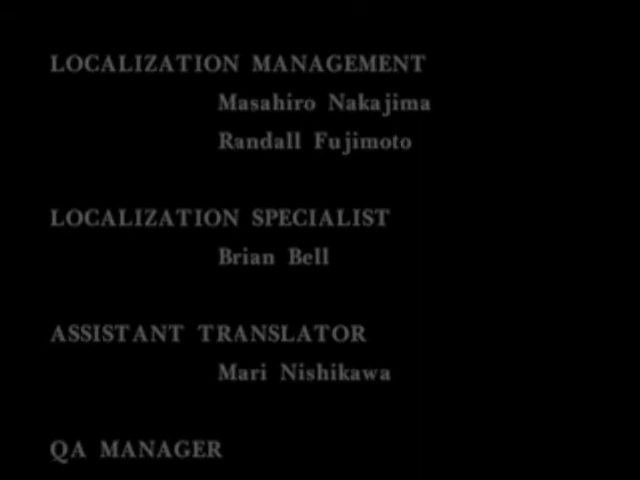 LOCALIZATION MANAGEMENT
Masahiro Nakajima
Randall Fujimoto
LOCALIZATION SPECIALIST
Brian Bell
ASSISTANT TRANSLATOR
Mari Nishikawa
QA MANAGER